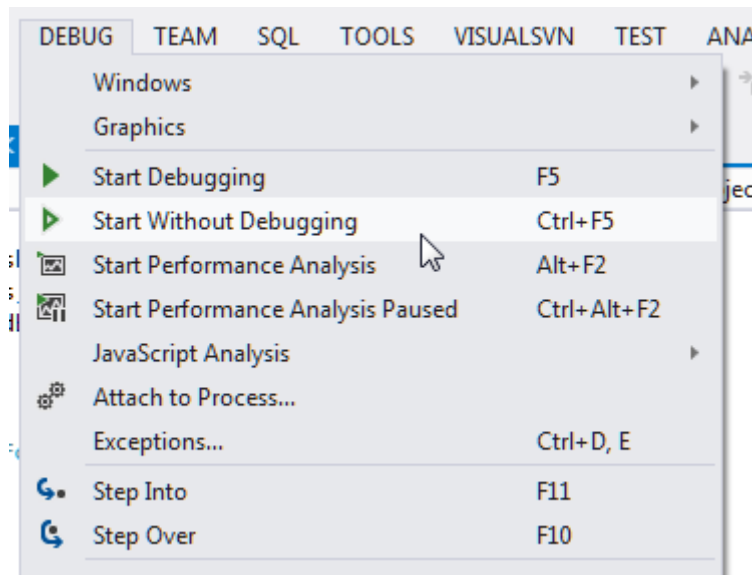 DEBUG TEAM SQL TOOLS VISUALSVN TEST ANA
Windows
Graphics
Start Debugging F5
Start Without Debugging Ctrl+F5
Start Performance Analysis Alt+F2
Start Performance Analysis Paused Ctrl+Alt+F2
JavaScript Analysis
Attach to Process...
Exceptions... Ctrl+D, E
Step Into F11
Step Over F10